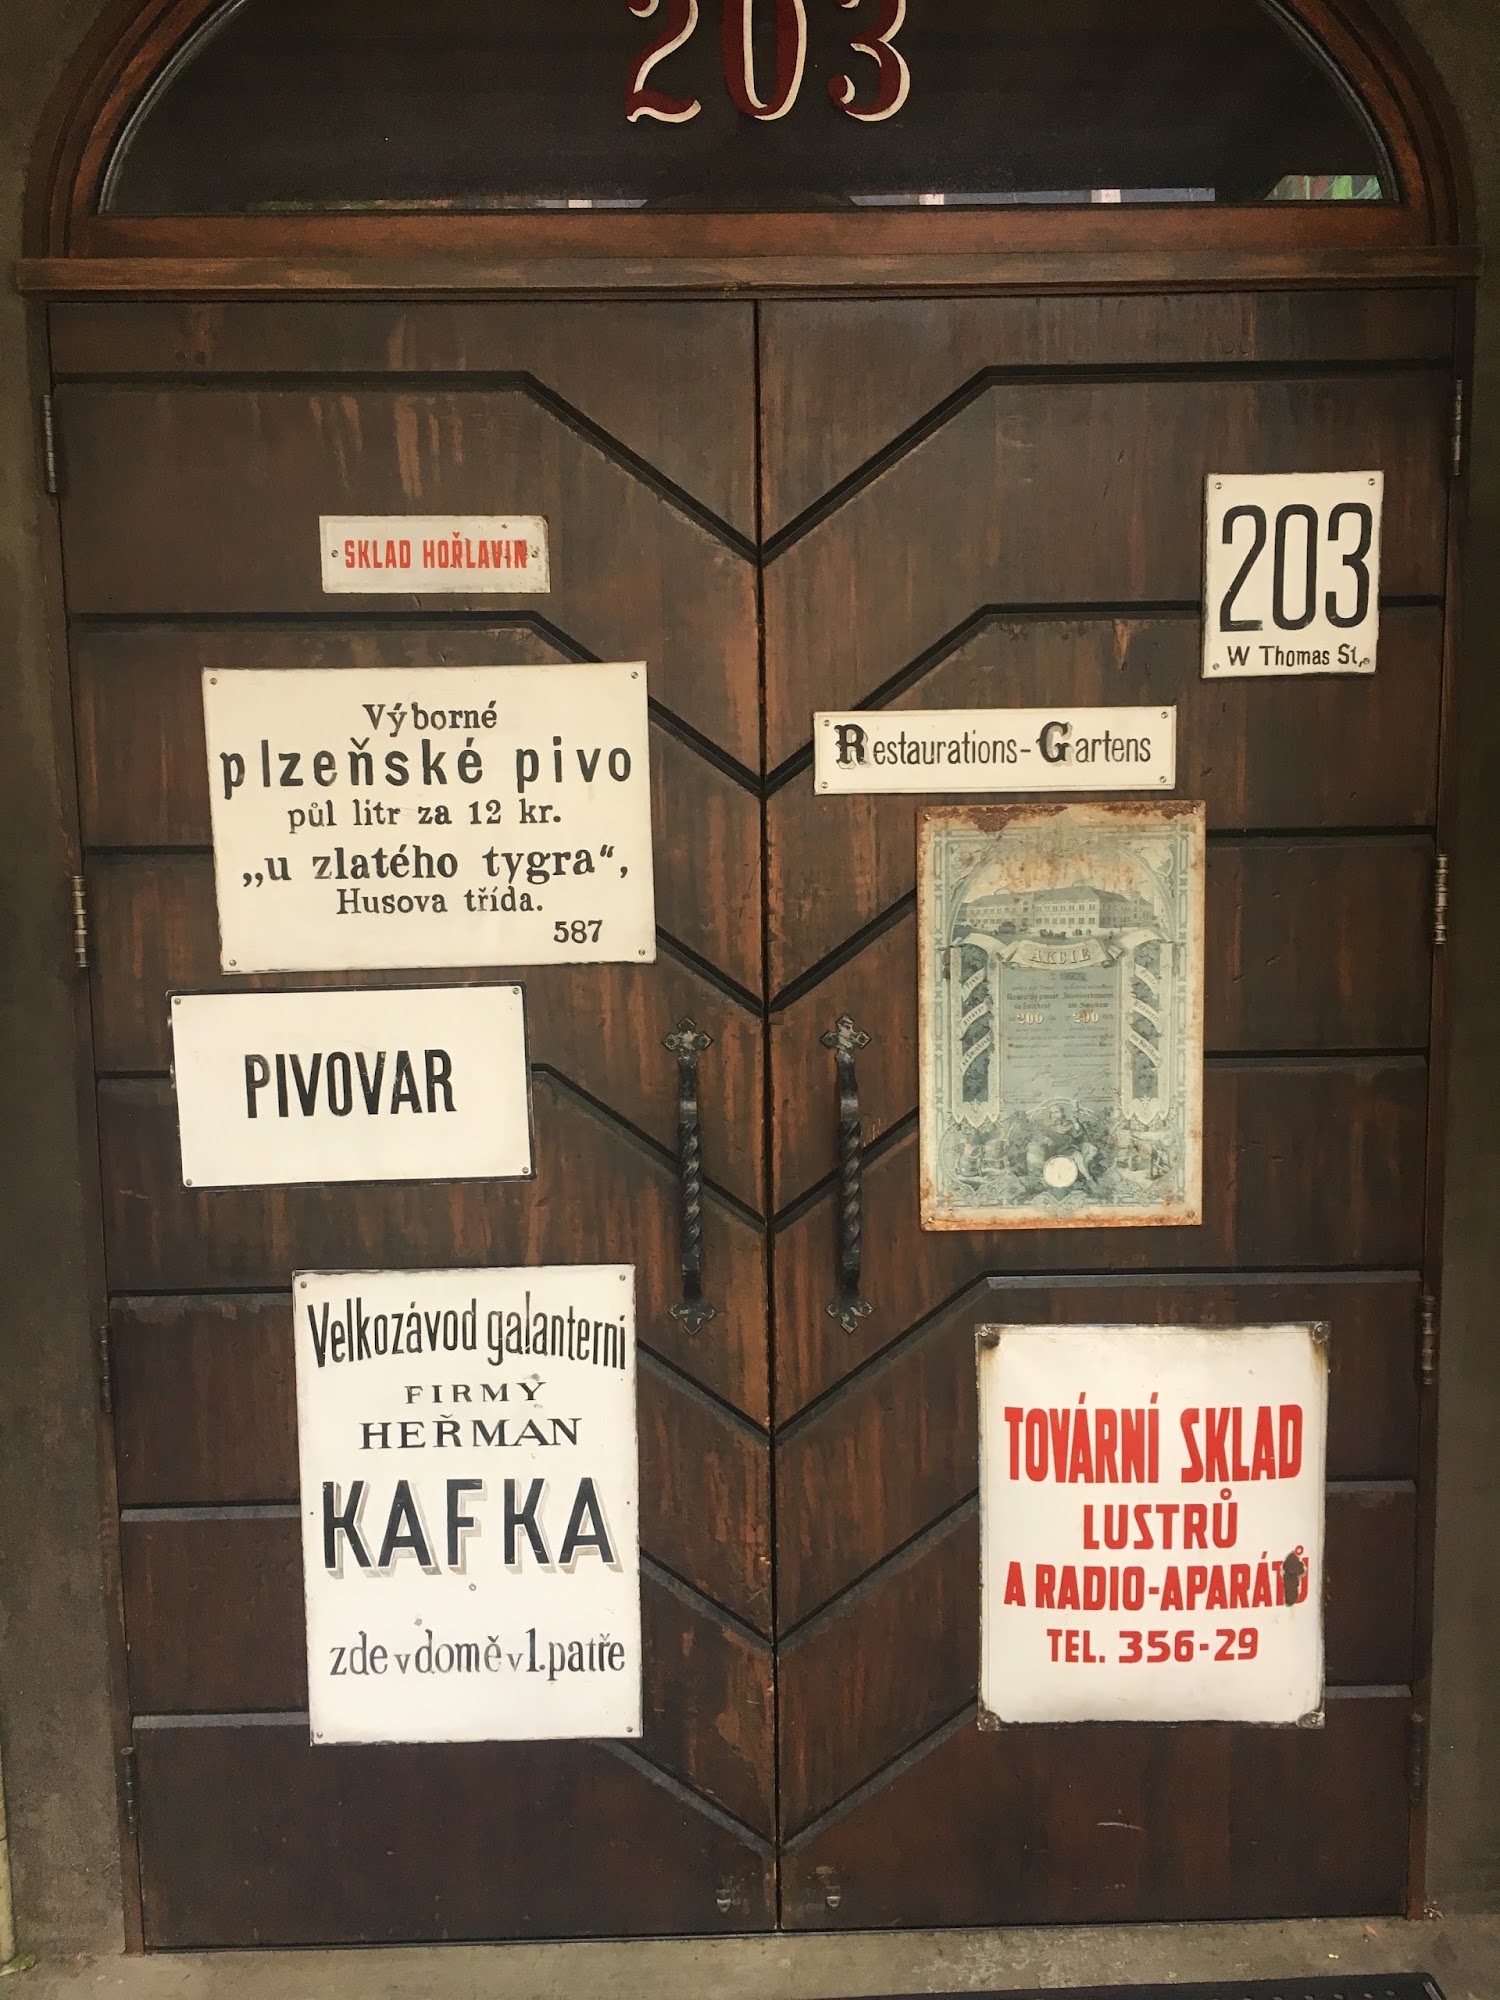 203
SKLAD HOŘLAVIN
203
W Thomas St,
Výborné
plzeňské pivo
půl litr za 12 kr.
„u zlatého tygra“,
Husova třída.
587
Restaurations-Gartens
PIVOVAR
AKCIE
200 200
Velkozávod galanterní
FIRMY
HEŘMAN
KAFKA
zde v domě v 1. patře
TOVÁRNÍ SKLAD
LUSTRŮ
A RADIO-APARÁTŮ
TEL. 356-29